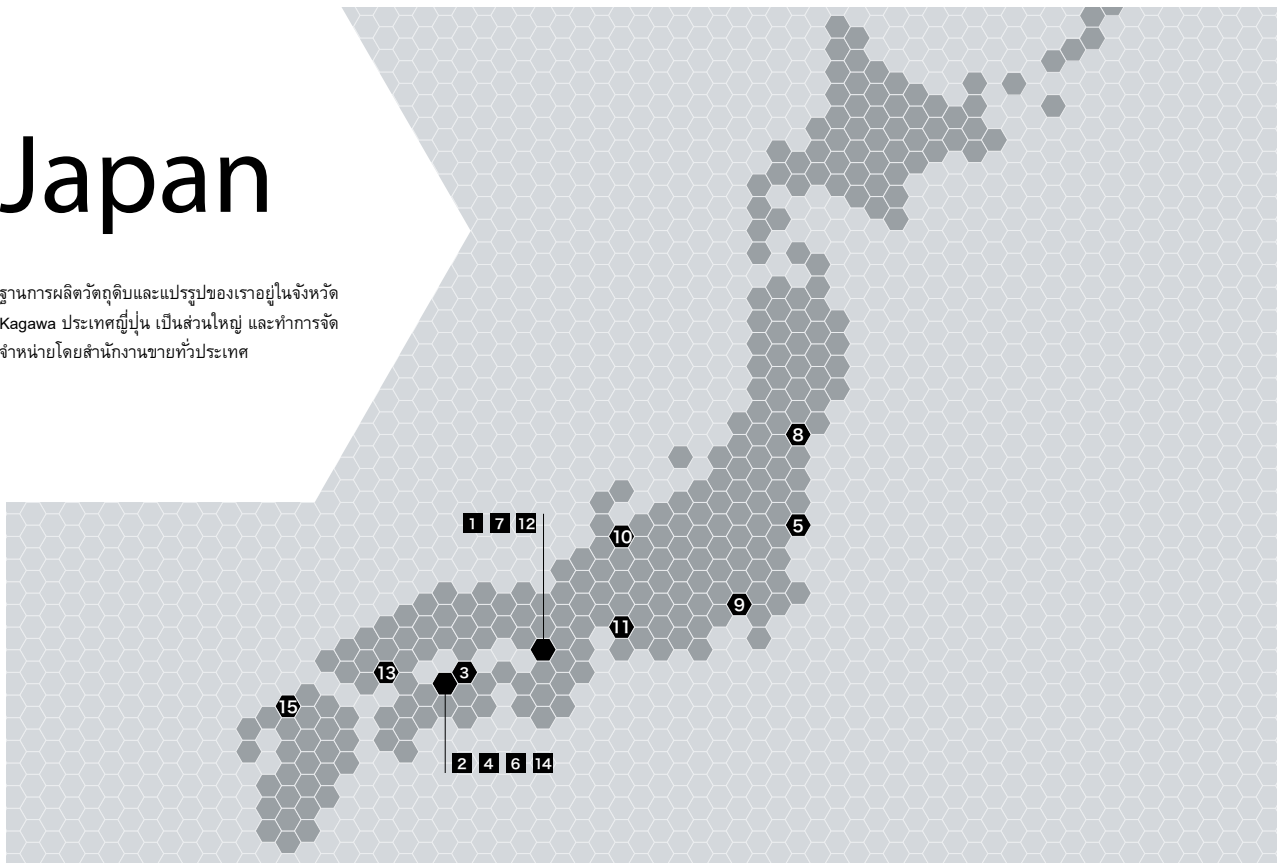 Japan
ฐานการผลิตวัตถุดิบและแปรรูปของเราอยู่ในจังหวัด
Kagawa ประเทศญี่ปุ่น เป็นส่วนใหญ่ และทำการจัด
จำหน่ายโดยสำนักงานขายทั่วประเทศ
8
1 7 12
5
10
9
11
13
3
15
2 4 6 14